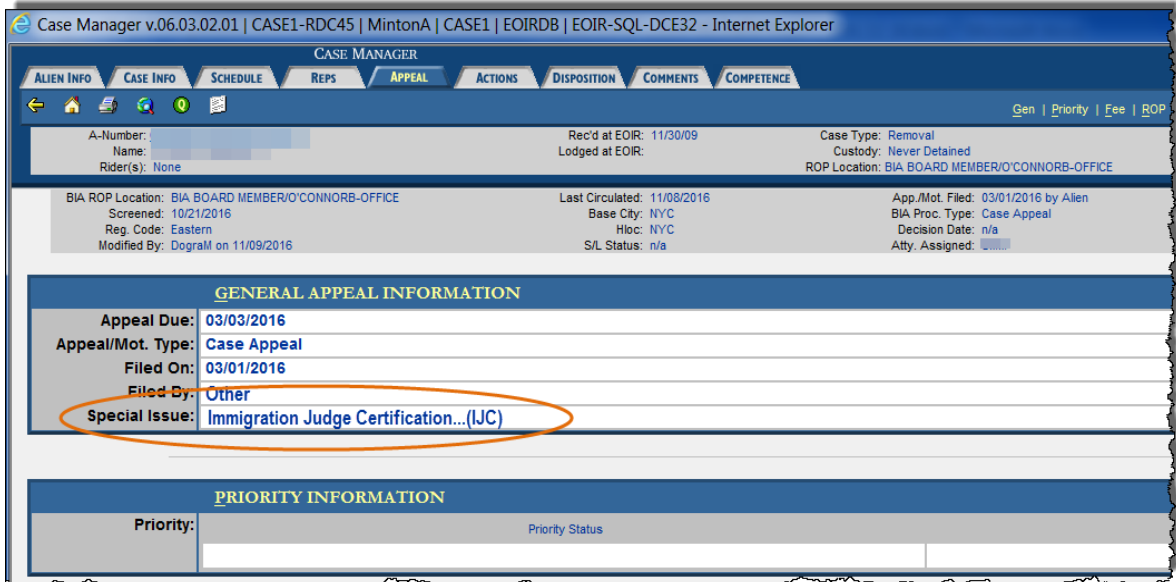 Case Manager v.06.03.02.01 | CASE1-RDC45 | MintonA | CASE1 | EOIRDB | EOIR-SQL-DCE32 - Internet Explorer
CASE MANAGER
ALIEN INFO CASE INFO SCHEDULE REPS APPEAL ACTIONS DISPOSITION COMMENTS COMPETENCE
Q Gen | Priority | Fee | ROP
A-Number: Rec'd at EOIR: 11/30/09 Case Type: Removal
Name: Lodged at EOIR: Custody: Never Detained
Rider(s): None ROP Location: BIA BOARD MEMBER/O'CONNORB-OFFICE
BIA ROP Location: BIA BOARD MEMBER/O'CONNORB-OFFICE Last Circulated: 11/08/2016 App./Mot. Filed: 03/01/2016 by Alien
Screened: 10/21/2016 Base City: NYC BIA Proc. Type: Case Appeal
Reg. Code: Eastern Hloc: NYC Decision Date: n/a
Modified By: DograM on 11/09/2016 S/L Status: n/a Atty. Assigned:
GENERAL APPEAL INFORMATION
Appeal Due: 03/03/2016
Appeal/Mot. Type: Case Appeal
Filed On: 03/01/2016
Filed By: Other
Special Issue: Immigration Judge Certification...(IJC)
PRIORITY INFORMATION
Priority: Priority Status